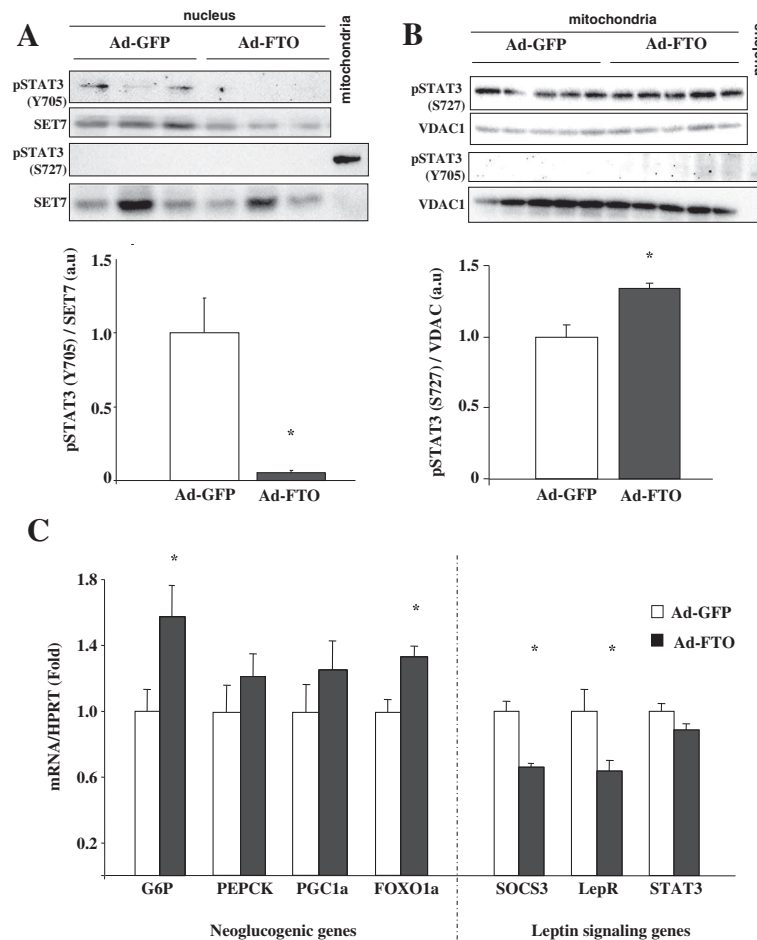 A
nucleus
Ad-GFP Ad-FTO
mitochondria
pSTAT3
(Y705)
SET7
pSTAT3
(S727)
SET7
pSTAT3 (Y705) / SET7 (a.u)
1.5
1.0
0.5
0
*
Ad-GFP Ad-FTO
B
mitochondria
Ad-GFP Ad-FTO
nucleus
pSTAT3
(S727)
VDAC1
pSTAT3
(Y705)
VDAC1
pSTAT3 (S727) / VDAC (a.u)
1.5
1.0
0.5
0
*
Ad-GFP Ad-FTO
C
mRNA/HPRT (Fold)
1.8
1.4
1.0
0.6
0.2
* * * *
Ad-GFP
Ad-FTO
G6P PEPCK PGC1a FOXO1a SOCS3 LepR STAT3
Neoglucogenic genes Leptin signaling genes